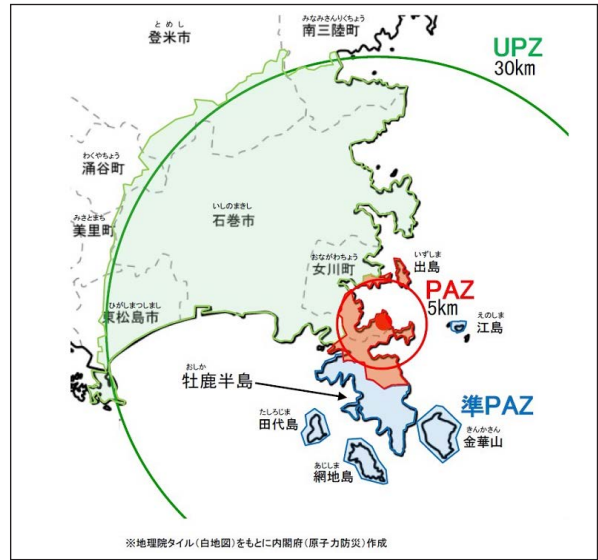 とめし
登米市
みなみさんりくちょう
南三陸町
UPZ
30km
わくやちょう
涌谷町
みさとまち
美里町
いしのまきし
石巻市
おながわちょう
女川町
いずしま
出島
PAZ
5km
えのしま
江島
ひがしまつしまし
東松島市
おしか
牡鹿半島
準PAZ
たしろじま
田代島
きんかさん
金華山
あじしま
網地島
※地理院タイル(白地図)をもとに内閣府(原子力防災)作成